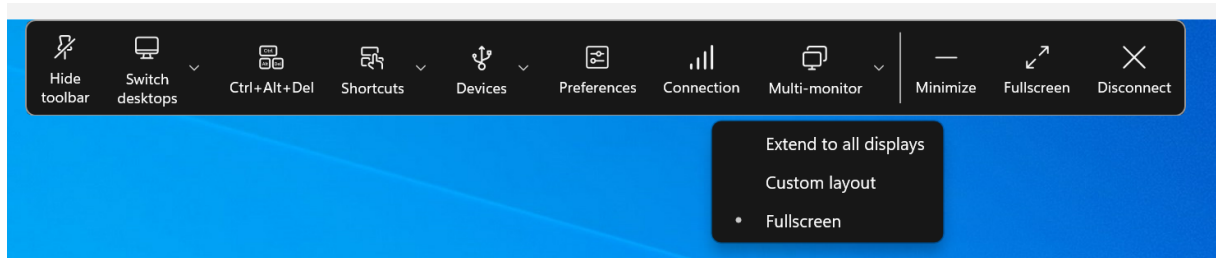 Hide
toolbar
Switch
desktops
Ctrl+Alt+Del
Shortcuts
Devices
Preferences
Connection
Multi-monitor
Minimize
Fullscreen
Disconnect
Extend to all displays
Custom layout
Fullscreen